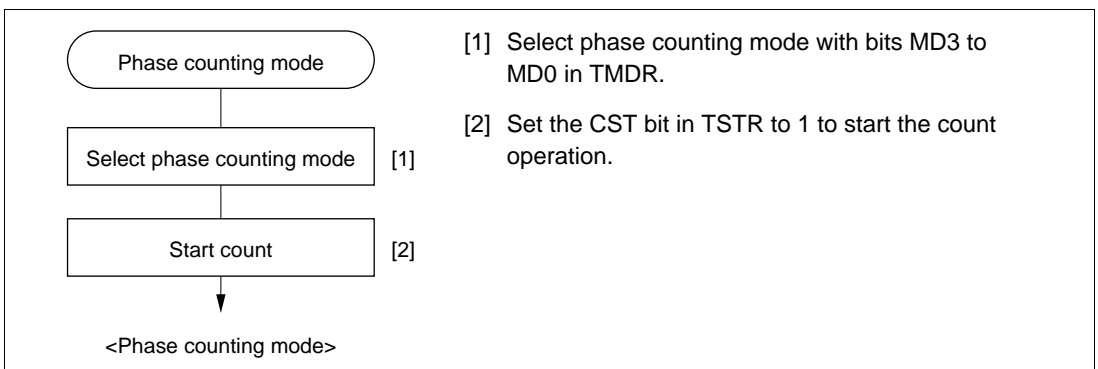 Phase counting mode
Select phase counting mode [1]
Start count [2]
<Phase counting mode>
[1] Select phase counting mode with bits MD3 to
MD0 in TMDR.
[2] Set the CST bit in TSTR to 1 to start the count
operation.